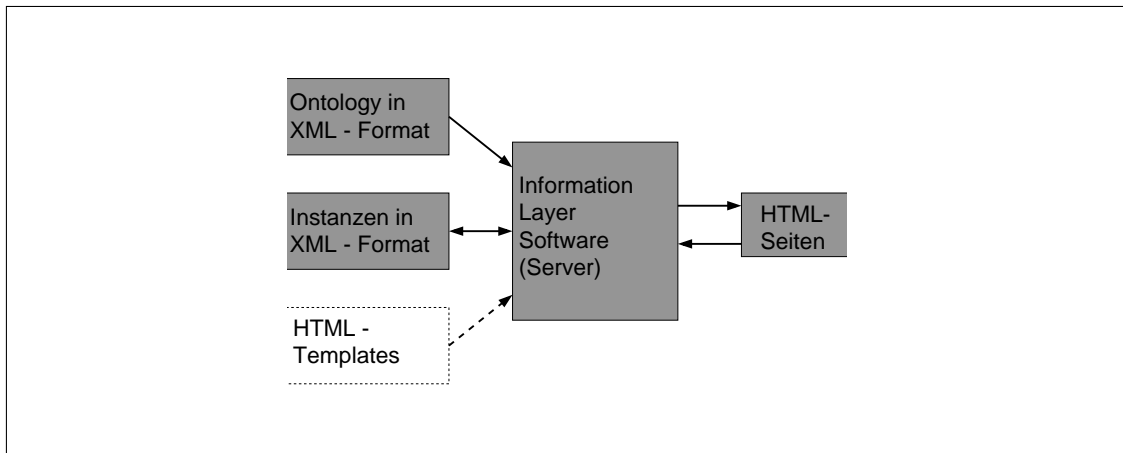 Ontology in
XML - Format
Instanzen in
XML - Format
HTML -
Templates
Information
Layer
Software
(Server)
HTML-
Seiten